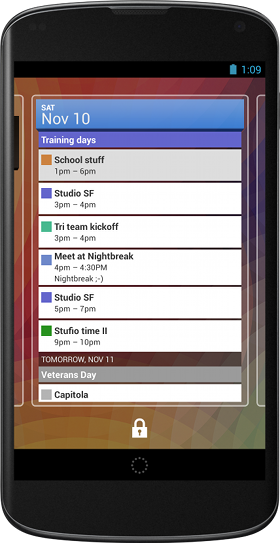 1:09
SAT
Nov 10
Training days
School stuff
1pm – 6pm
Studio SF
3pm – 4pm
Tri team kickoff
3pm – 4pm
Meet at Nightbreak
4pm – 4:30PM
Nightbreak ;-)
Studio SF
5pm – 7pm
Stufio time II
9pm – 10pm
TOMORROW, NOV 11
Veterans Day
Capitola